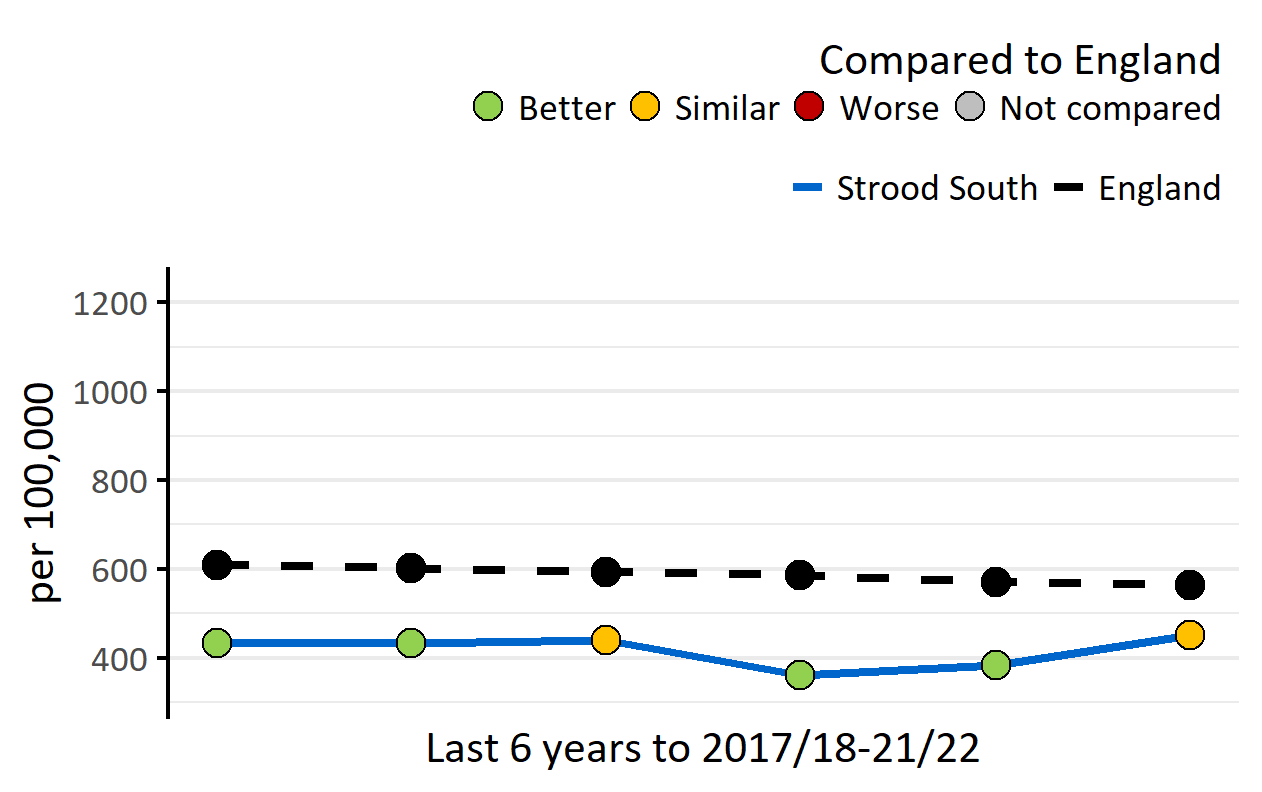 Compared to England
Better Similar Worse Not compared
Strood South England
1200
1000
800
600
400
per 100,000
Last 6 years to 2017/18-21/22